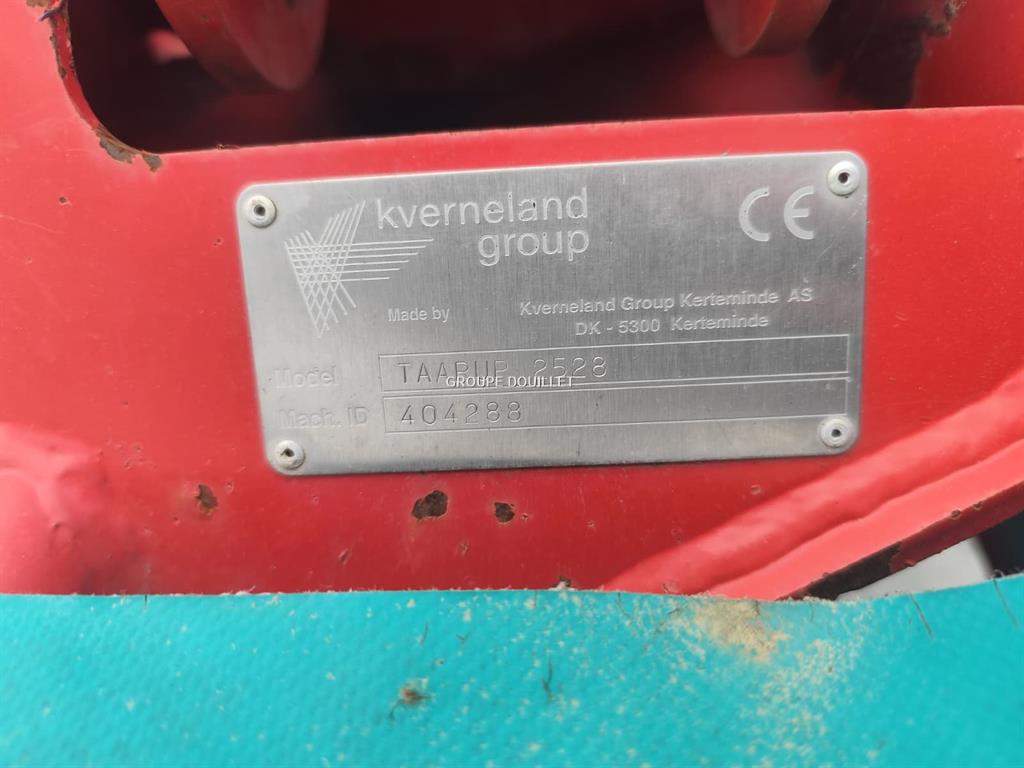 kverneland
group
CE
Made by Kverneland Group Kerteminde AS
DK - 5300 Kerteminde
Model TAARUP 2528
GROUPE DOUILLET
Mach. ID 404288